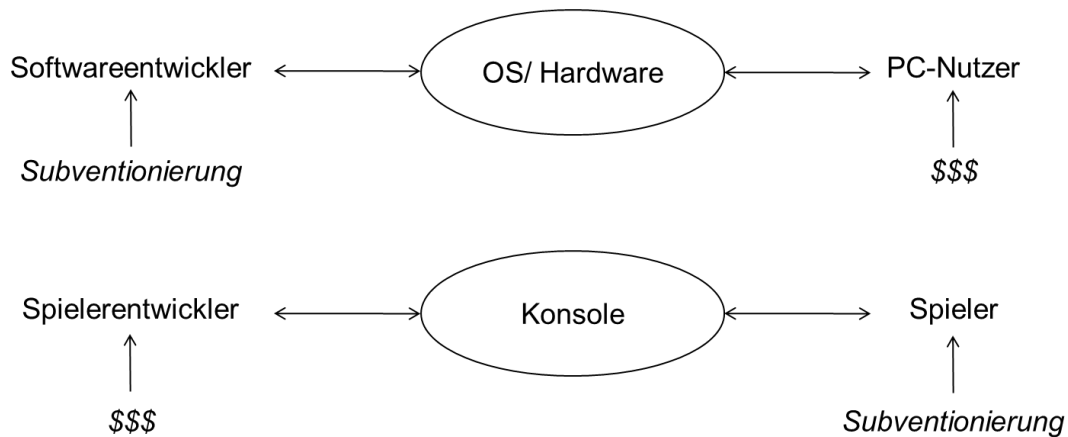 Softwareentwickler
OS/ Hardware
PC-Nutzer
Subventionierung
$$$
Spielerentwickler
Konsole
Spieler
$$$
Subventionierung